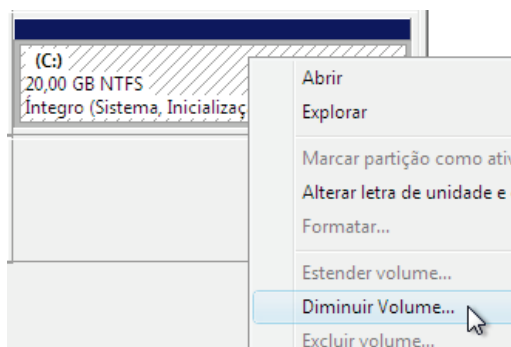 (C:)
20,00 GB NTFS
Íntegro (Sistema, Inicializaç
Abrir
Explorar
Marcar partição como ativ
Alterar letra de unidade e
Formatar...
Estender volume...
Diminuir Volume...
Excluir volume...